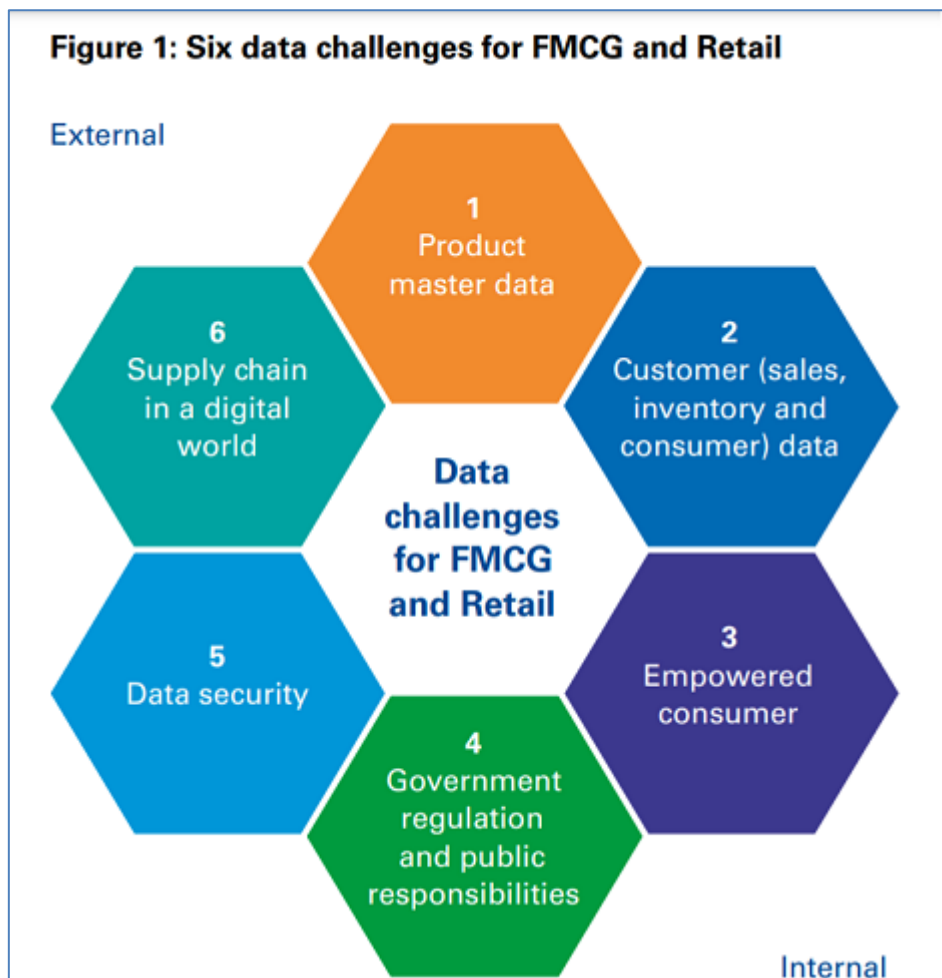 Figure 1: Six data challenges for FMCG and Retail
External
1
Product
master data
2
Customer (sales,
inventory and
consumer) data
3
Empowered
consumer
4
Government
regulation
and public
responsibilities
5
Data security
6
Supply chain
in a digital
world
Data
challenges
for FMCG
and Retail
Internal